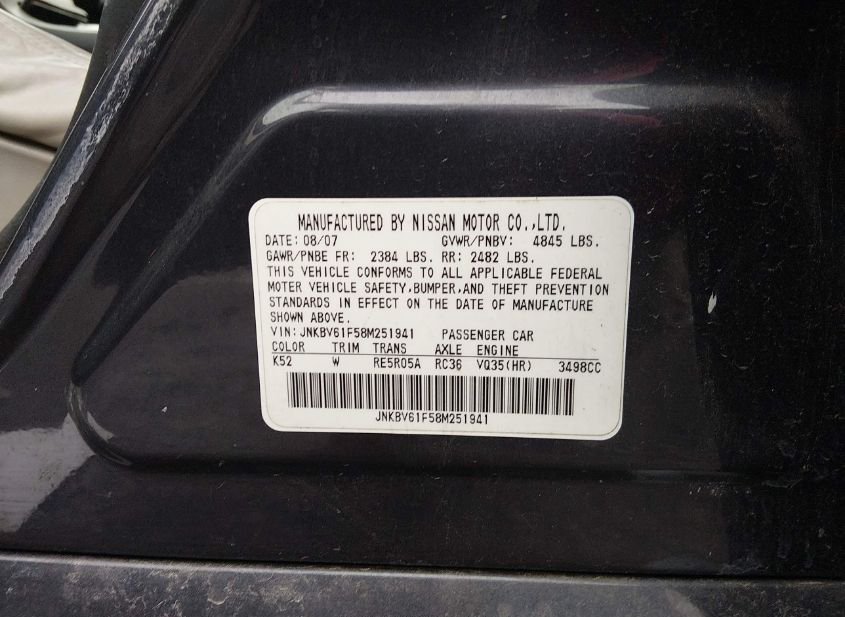 MANUFACTURED BY NISSAN MOTOR CO.,LTD.
DATE: 08/07 GVWR/PNBV: 4845 LBS.
GAWR/PNBE FR: 2384 LBS. RR: 2482 LBS.
THIS VEHICLE CONFORMS TO ALL APPLICABLE FEDERAL
MOTOR VEHICLE SAFETY,BUMPER,AND THEFT PREVENTION
STANDARDS IN EFFECT ON THE DATE OF MANUFACTURE
SHOWN ABOVE.
VIN: JNKBV61F58M251941 PASSENGER CAR
COLOR TRIM TRANS AXLE ENGINE
K52 W RE5R05A RC36 VQ35(HR) 3498CC
JNKBV61F58M251941